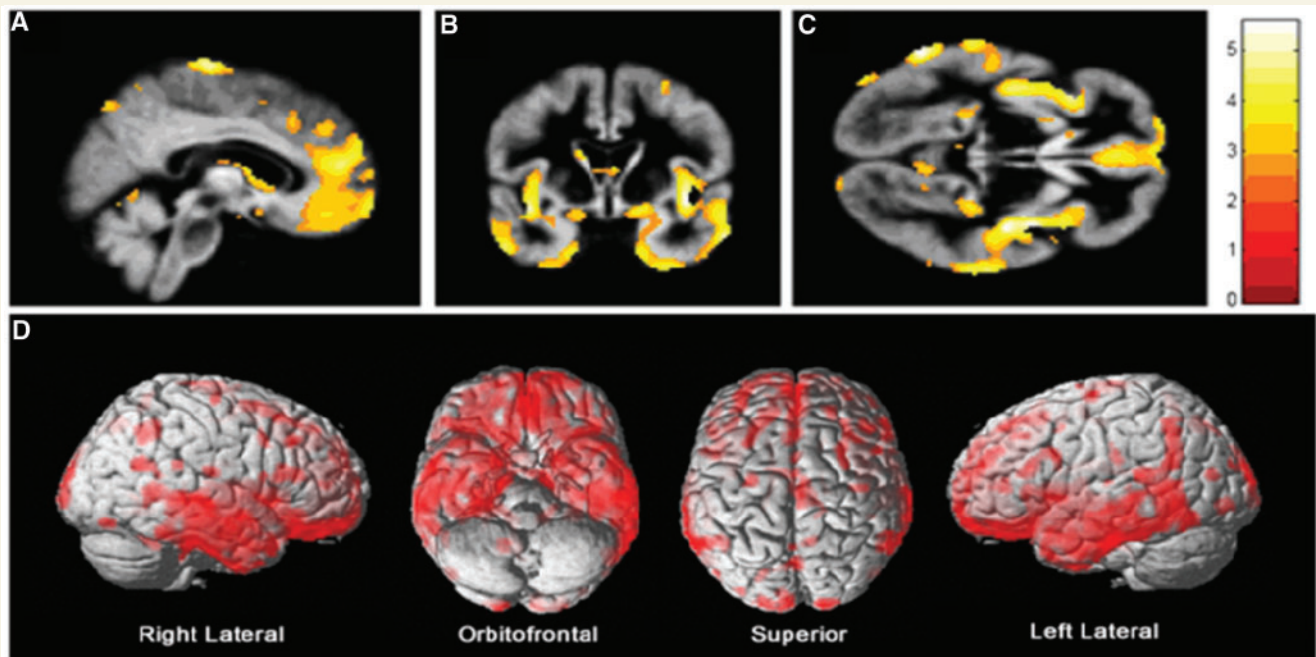 A
B
C
5
4
3
2
1
0
D
Right Lateral
Orbitofrontal
Superior
Left Lateral